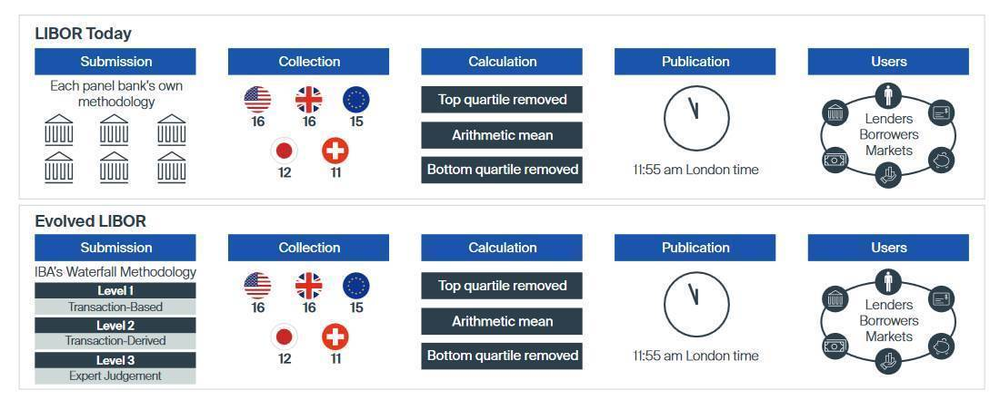 LIBOR Today
Submission
Each panel bank's own
methodology
Collection
16 16 15
12 11
Calculation
Top quartile removed
Arithmetic mean
Bottom quartile removed
Publication
11:55 am London time
Users
Lenders
Borrowers
Markets
Evolved LIBOR
Submission
IBA's Waterfall Methodology
Level 1
Transaction-Based
Level 2
Transaction-Derived
Level 3
Expert Judgement
Collection
16 16 15
12 11
Calculation
Top quartile removed
Arithmetic mean
Bottom quartile removed
Publication
11:55 am London time
Users
Lenders
Borrowers
Markets